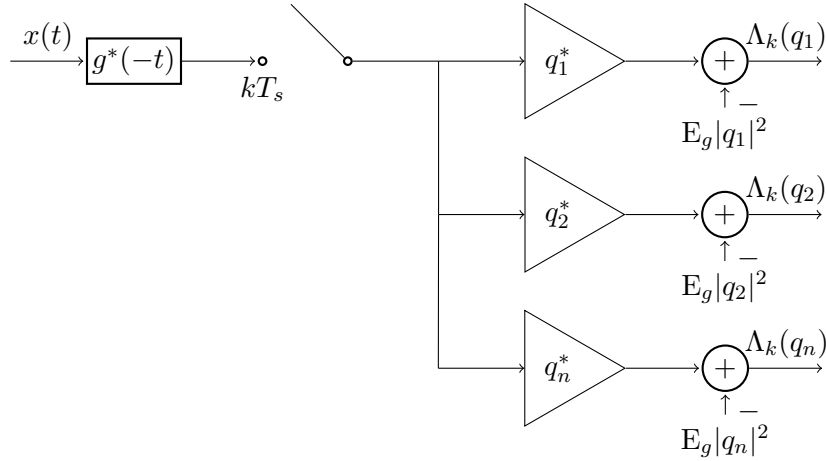 x(t)
g*(−t)
kT_s
q_1^*
+
Λ_k(q_1)
−
E_g|q_1|^2
q_2^*
+
Λ_k(q_2)
−
E_g|q_2|^2
q_n^*
+
Λ_k(q_n)
−
E_g|q_n|^2